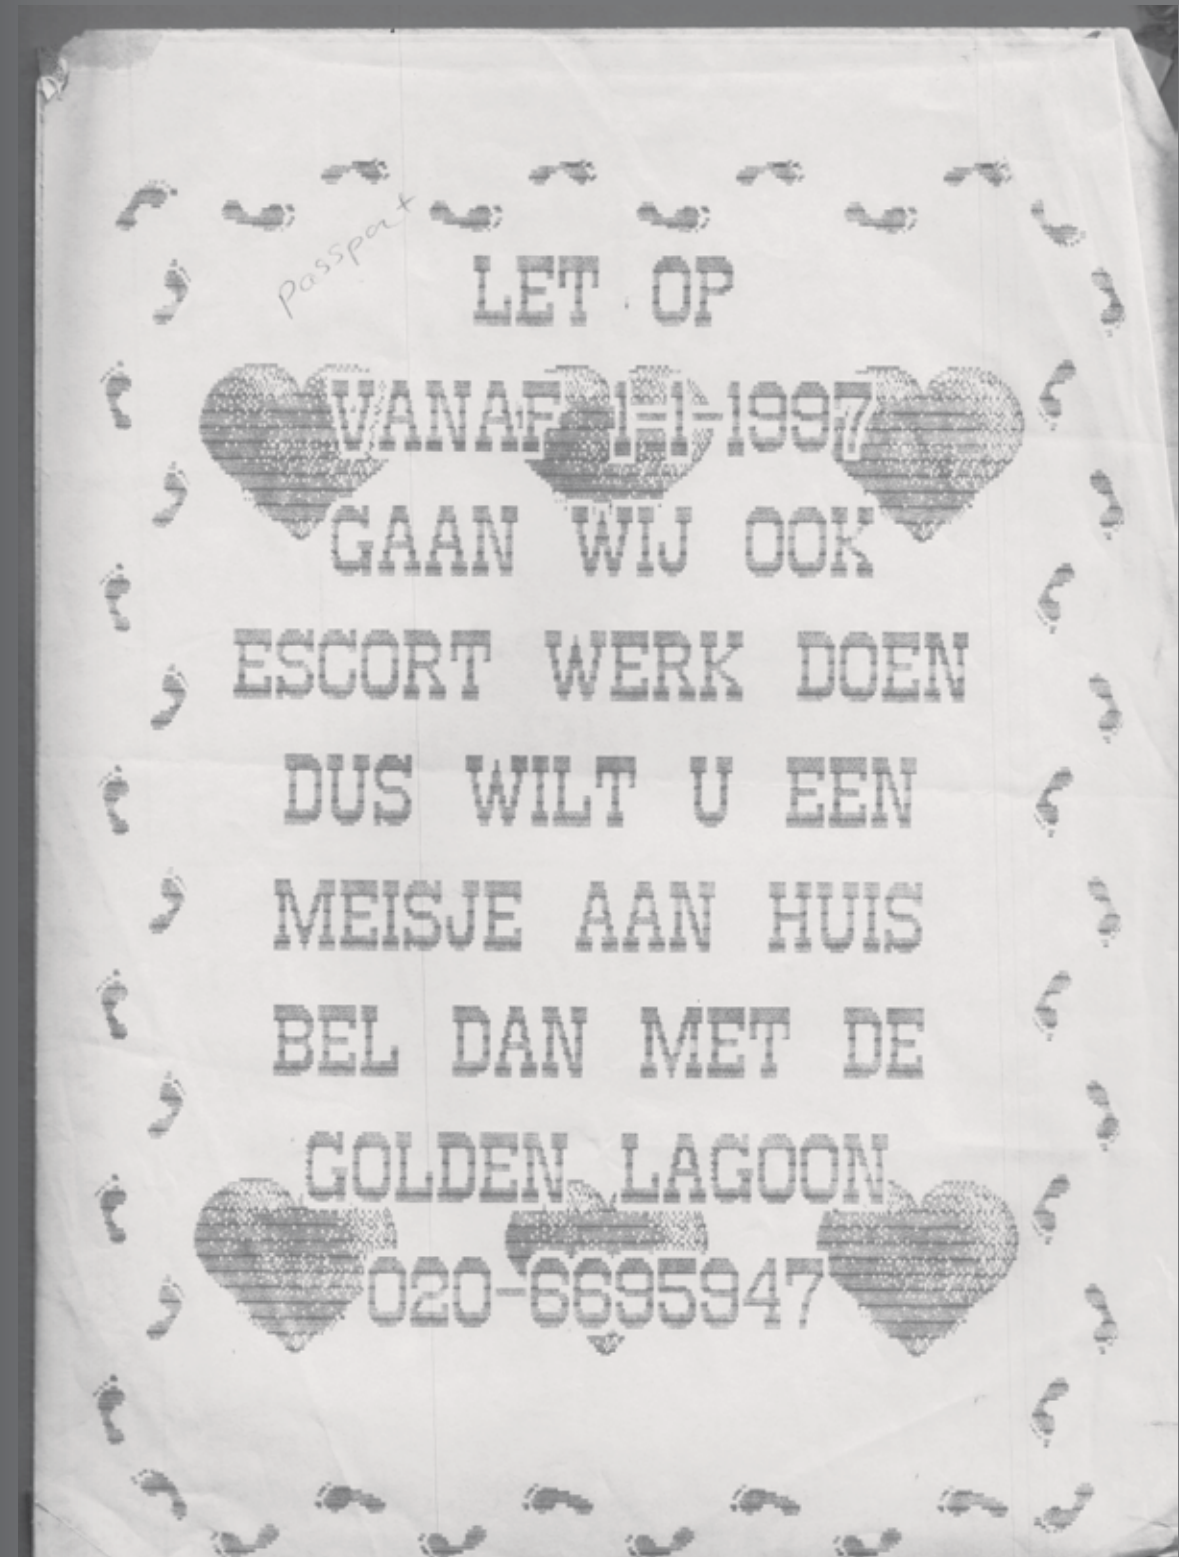 passport
LET OP
VANAF 1-1-1997
GAAN WIJ OOK
ESCORT WERK DOEN
DUS WILT U EEN
MEISJE AAN HUIS
BEL DAN MET DE
GOLDEN LAGOON
020-6695947